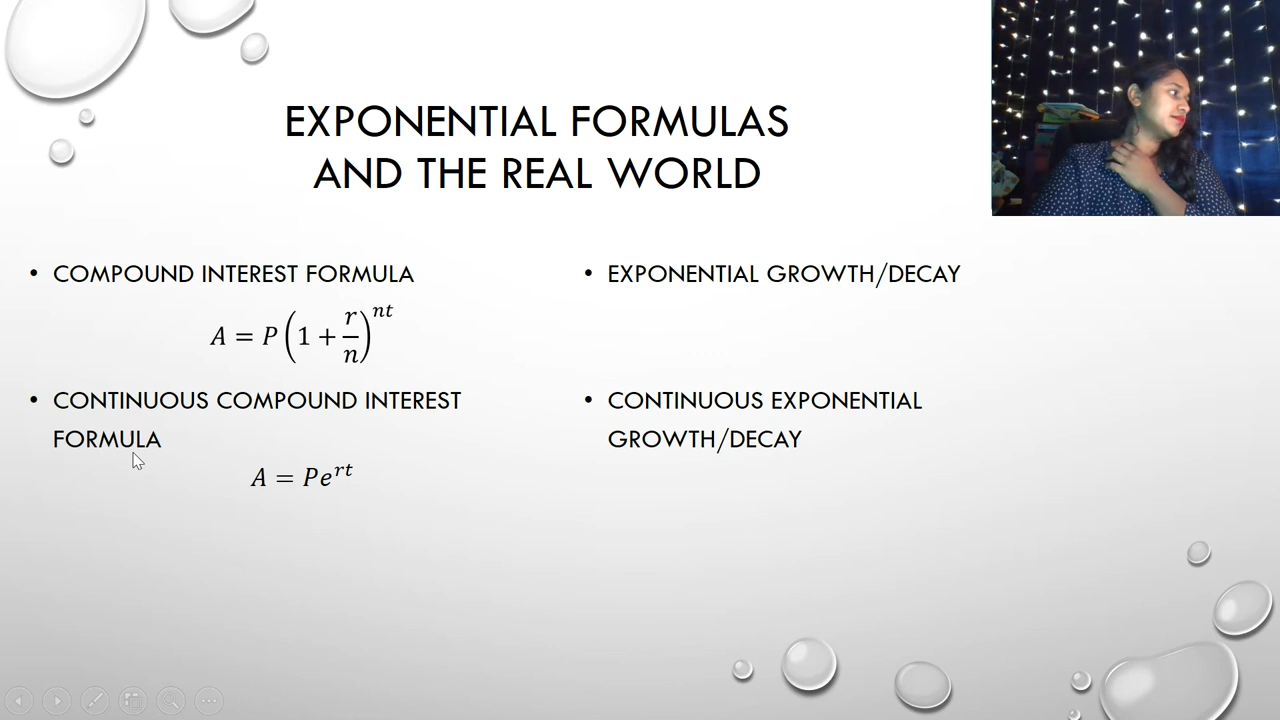 EXPONENTIAL FORMULAS
AND THE REAL WORLD
• COMPOUND INTEREST FORMULA
A = P(1 + r/n)^{nt}
• CONTINUOUS COMPOUND INTEREST
FORMULA
A = Pe^{rt}
• EXPONENTIAL GROWTH/DECAY
• CONTINUOUS EXPONENTIAL
GROWTH/DECAY